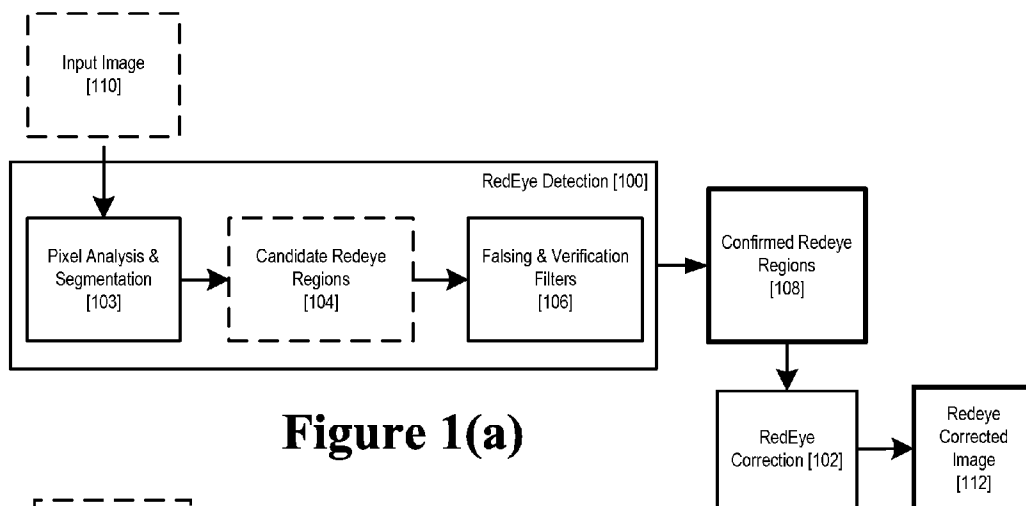 Input Image
[110]
RedEye Detection [100]
Pixel Analysis &
Segmentation
[103]
Candidate Redeye
Regions
[104]
Falsing & Verification
Filters
[106]
Confirmed Redeye
Regions
[108]
Figure 1(a)
RedEye
Correction [102]
Redeye
Corrected
Image
[112]